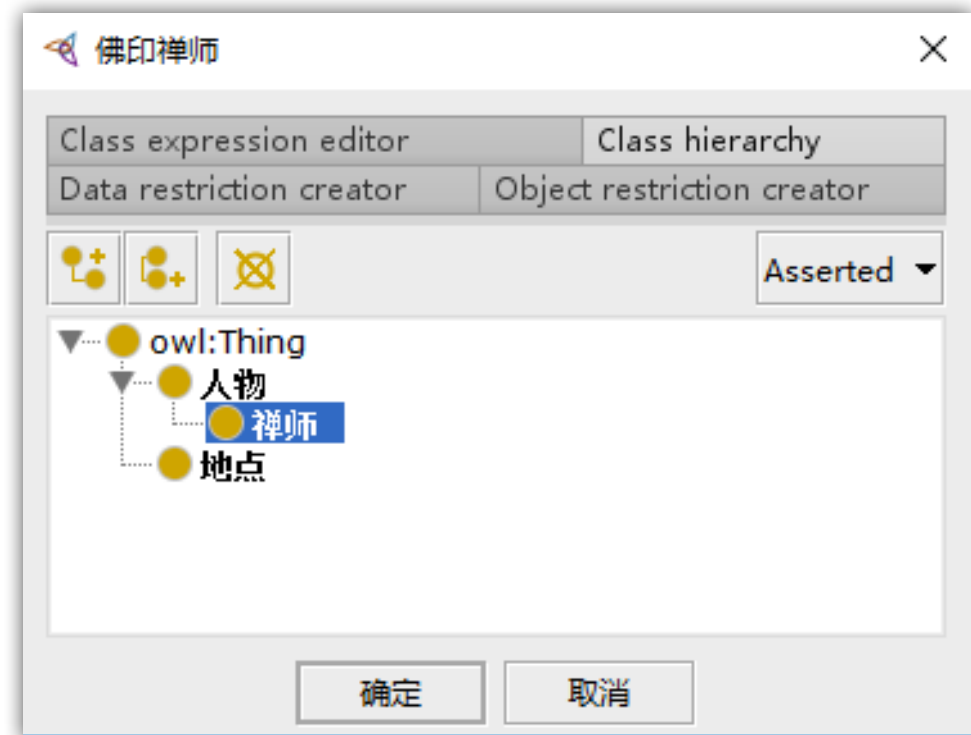 佛印禅师
Class expression editor Class hierarchy
Data restriction creator Object restriction creator
Asserted
owl:Thing
人物
禅师
地点
确定 取消